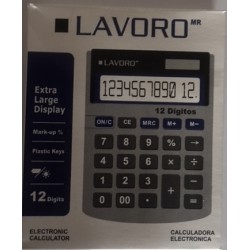 LAVORO MR
Extra
Large
Display
Mark-up %
Plastic Keys
12 Digits
LAVORO
1234567890 12.
12 Digitos
ON/C CE MRC M- M+
7 8 9 % √
4 5 6 × ÷
1 2 3 + -
0 00 . + =
ELECTRONIC
CALCULATOR
CALCULADORA
ELECTRONICA